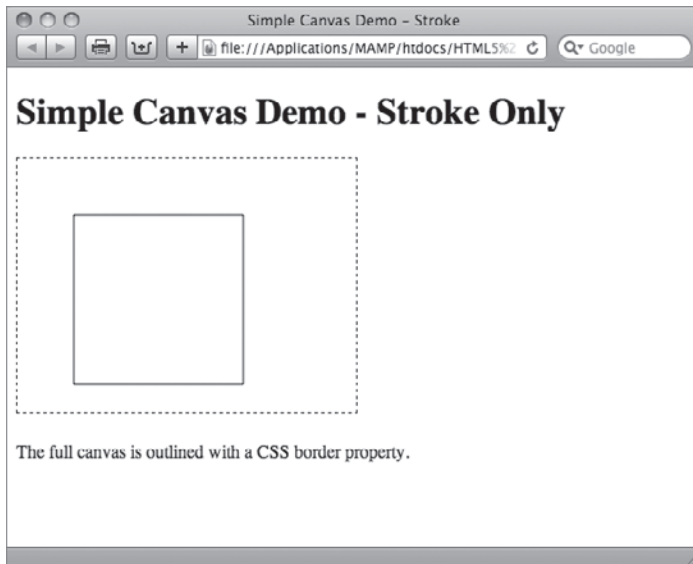 Simple Canvas Demo – Stroke
file:///Applications/MAMP/htdocs/HTML5%2
Google
Simple Canvas Demo - Stroke Only
The full canvas is outlined with a CSS border property.